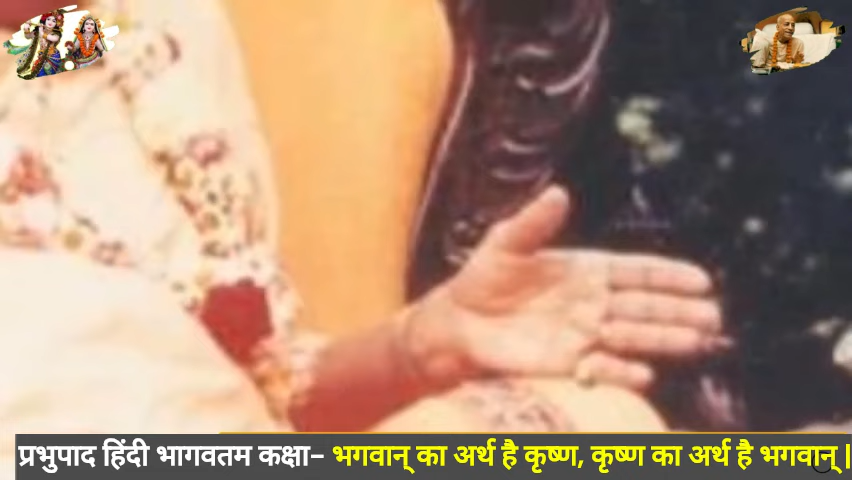 प्रभुपाद हिंदी भागवतम कक्षा– भगवान् का अर्थ है कृष्ण, कृष्ण का अर्थ है भगवान् |